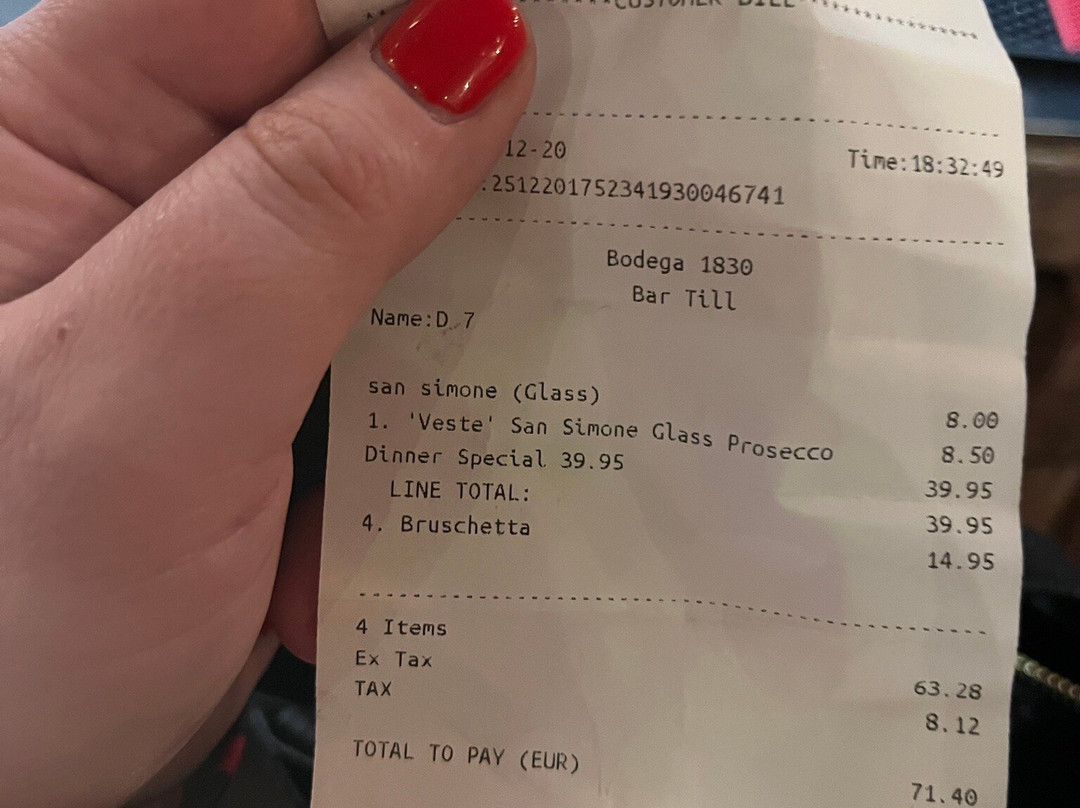 CUSTOMER BILL
12-20 Time:18:32:49
.2512201752341930046741
Bodega 1830
Bar Till
Name:D 7
san simone (Glass) 8.00
1. 'Veste' San Simone Glass Prosecco 8.50
Dinner Special 39.95 39.95
LINE TOTAL: 39.95
4. Bruschetta 14.95
4 Items
Ex Tax 63.28
TAX 8.12
TOTAL TO PAY (EUR) 71.40